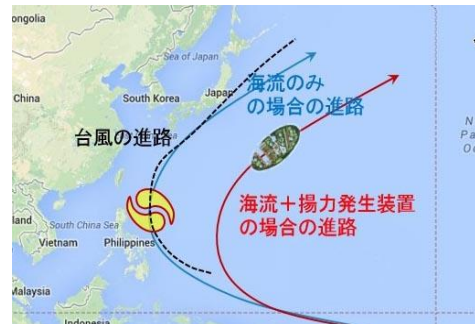 ongolia
Sea of Japan
Japan
South Korea
China
海流のみ
の場合の進路
台風の進路
海流＋揚力発生装置
の場合の進路
South China Sea
Vietnam
Philippines
Malaysia
Indonesia